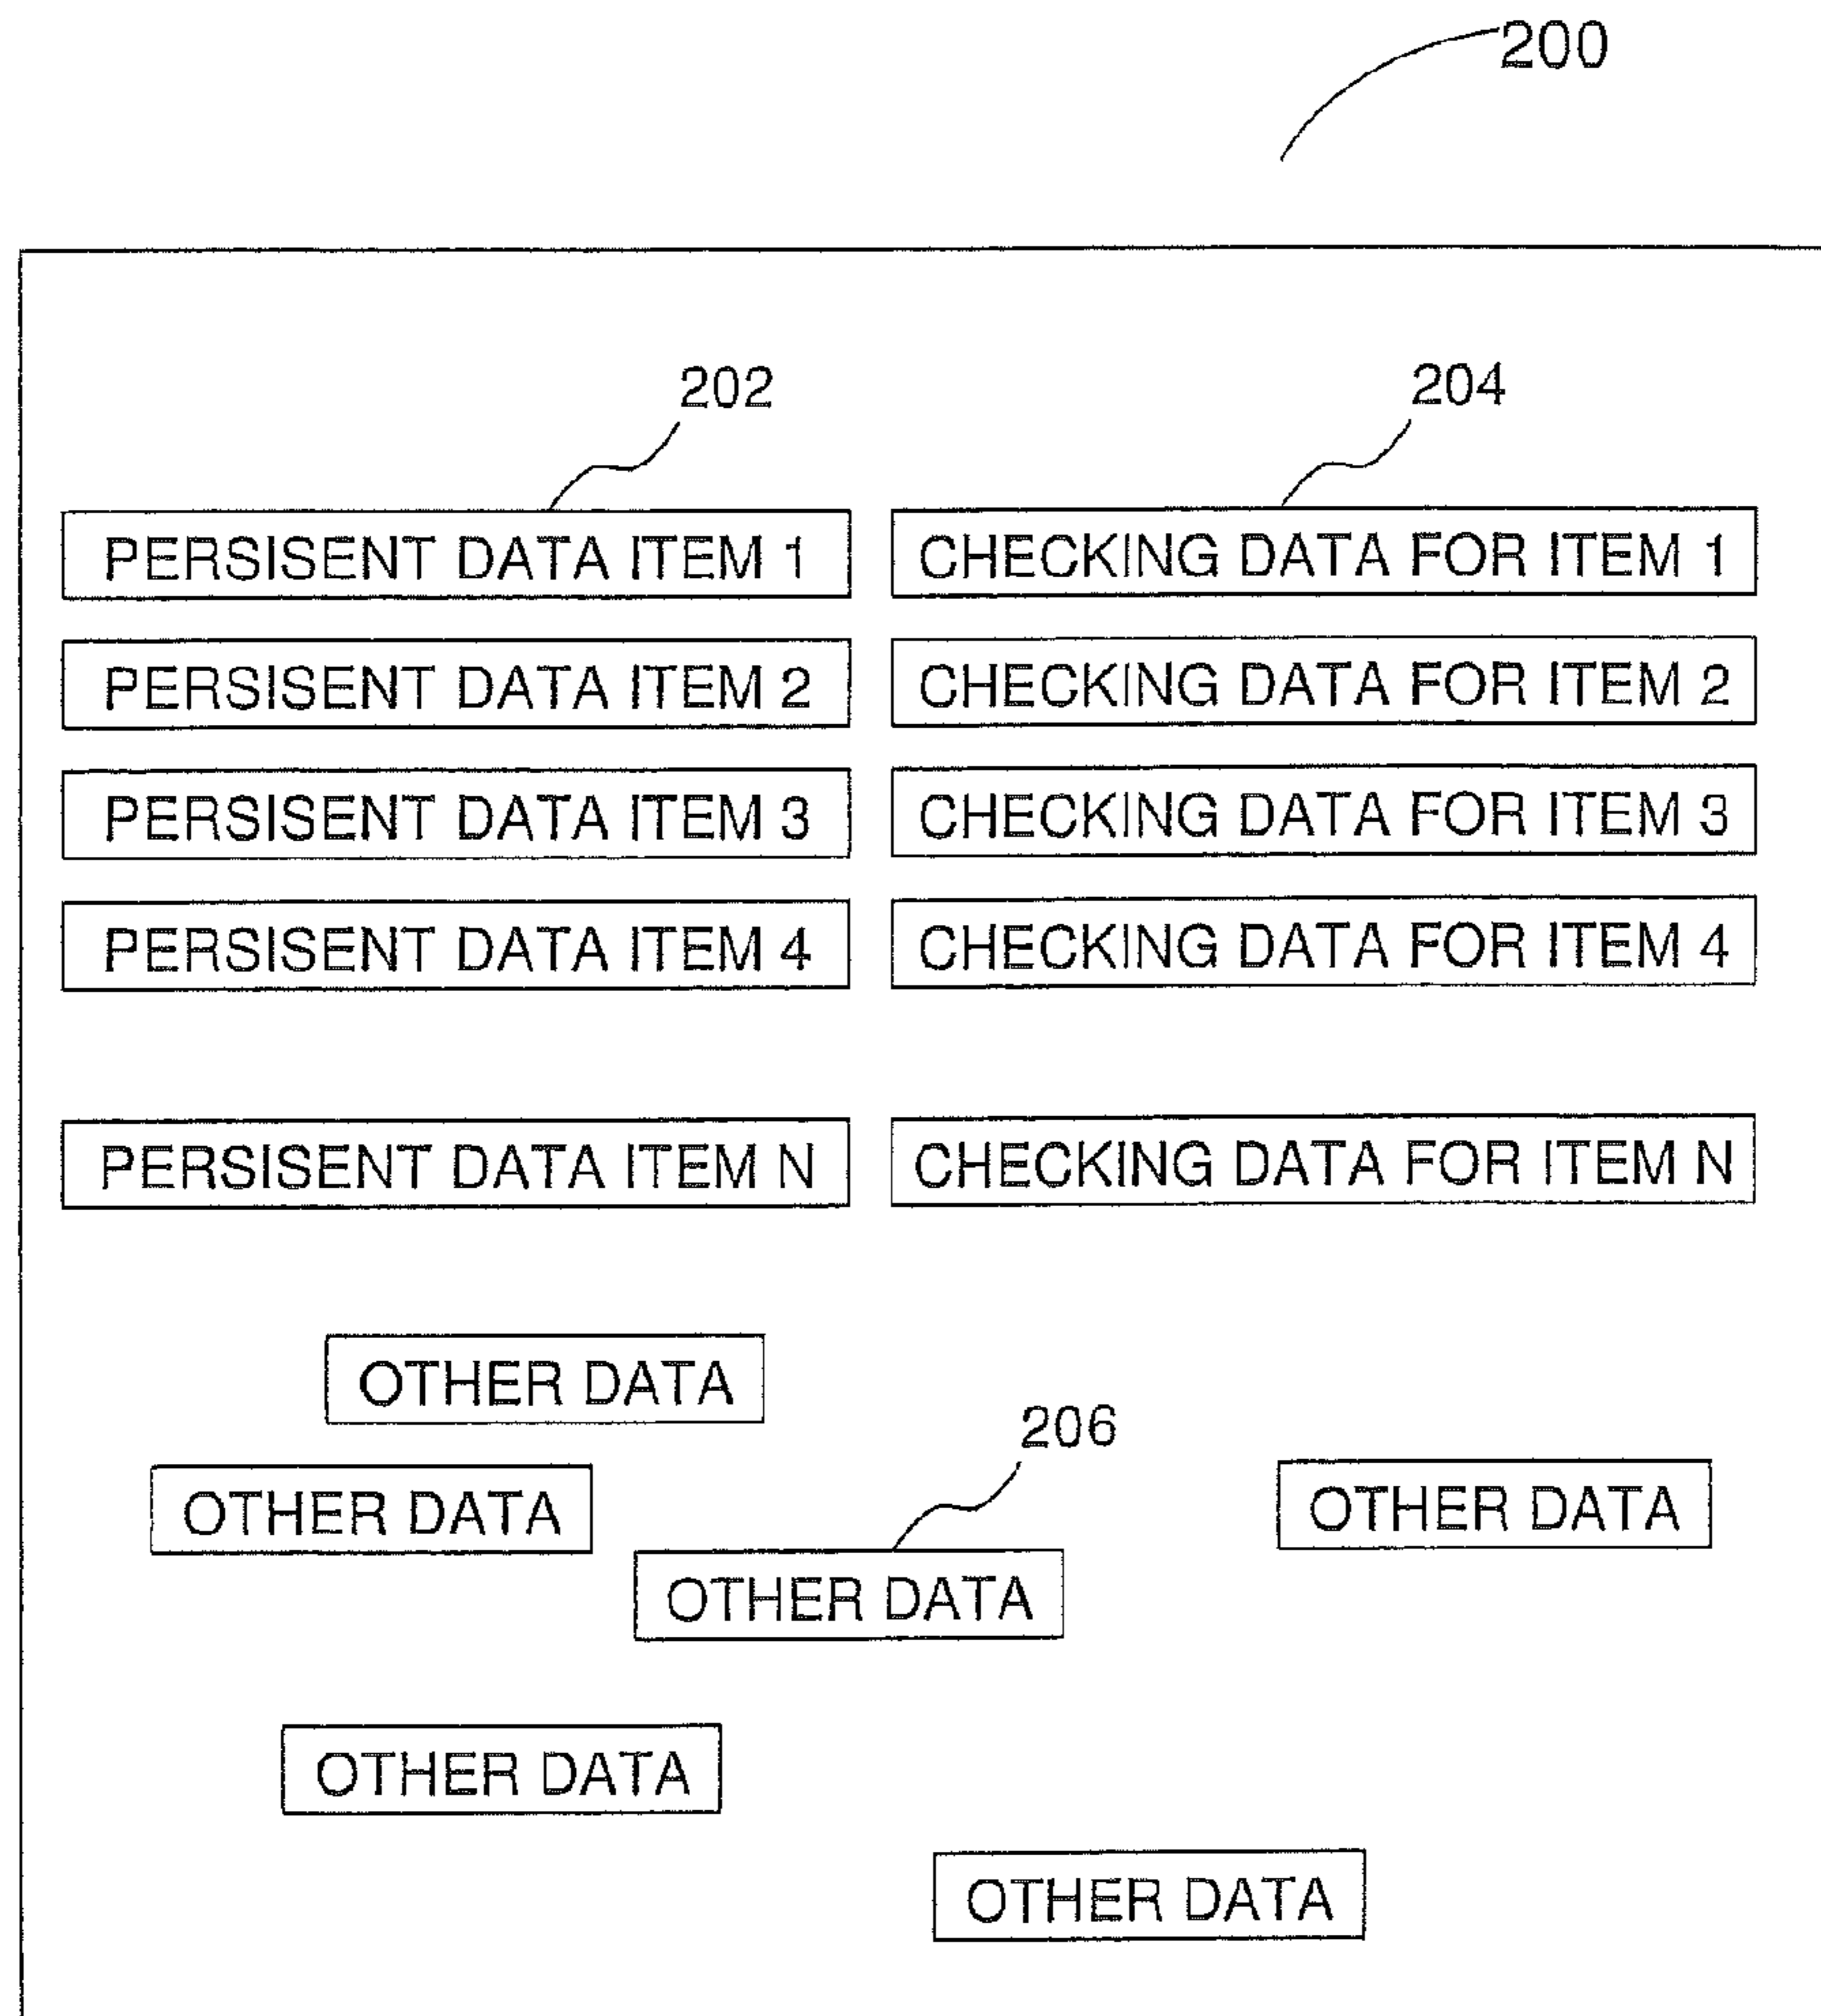 200
202
204
PERSISENT DATA ITEM 1
CHECKING DATA FOR ITEM 1
PERSISENT DATA ITEM 2
CHECKING DATA FOR ITEM 2
PERSISENT DATA ITEM 3
CHECKING DATA FOR ITEM 3
PERSISENT DATA ITEM 4
CHECKING DATA FOR ITEM 4
PERSISENT DATA ITEM N
CHECKING DATA FOR ITEM N
OTHER DATA
206
OTHER DATA
OTHER DATA
OTHER DATA
OTHER DATA
OTHER DATA